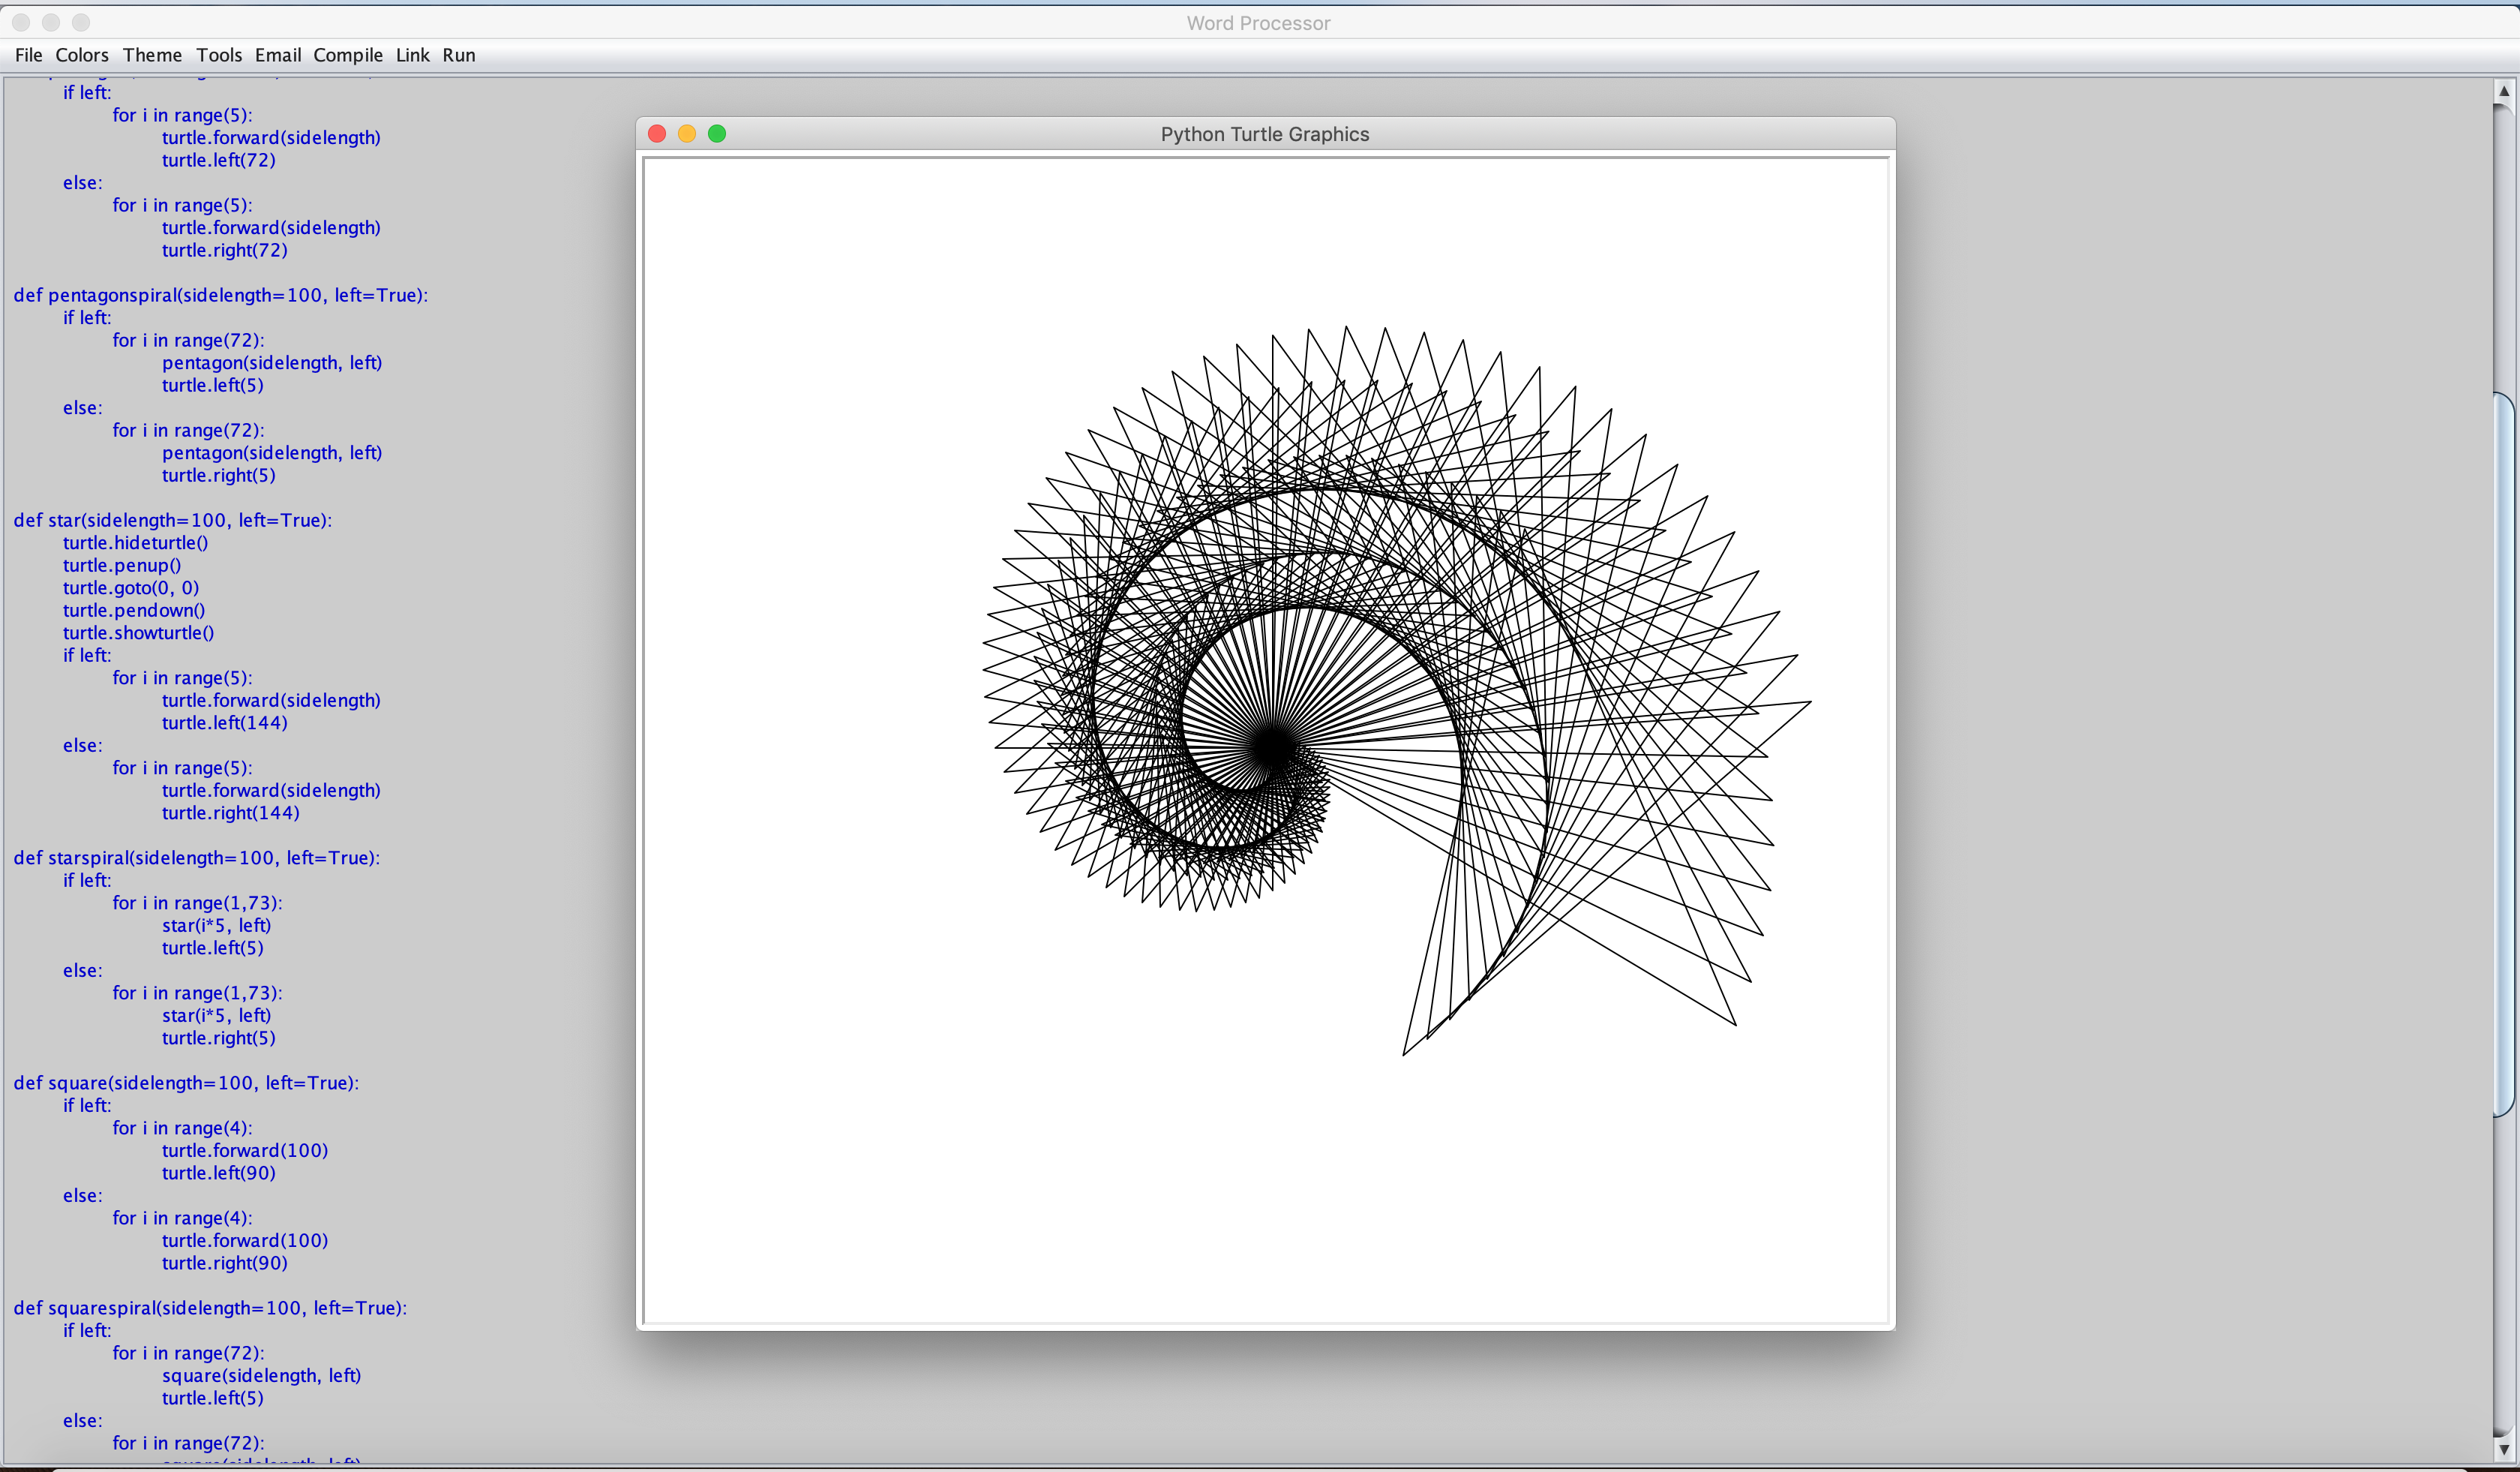 Word Processor
File Colors Theme Tools Email Compile Link Run
if left:
for i in range(5):
turtle.forward(sidelength)
turtle.left(72)
else:
for i in range(5):
turtle.forward(sidelength)
turtle.right(72)
def pentagonspiral(sidelength=100, left=True):
if left:
for i in range(72):
pentagon(sidelength, left)
turtle.left(5)
else:
for i in range(72):
pentagon(sidelength, left)
turtle.right(5)
def star(sidelength=100, left=True):
turtle.hideturtle()
turtle.penup()
turtle.goto(0, 0)
turtle.pendown()
turtle.showturtle()
if left:
for i in range(5):
turtle.forward(sidelength)
turtle.left(144)
else:
for i in range(5):
turtle.forward(sidelength)
turtle.right(144)
def starspiral(sidelength=100, left=True):
if left:
for i in range(1,73):
star(i*5, left)
turtle.left(5)
else:
for i in range(1,73):
star(i*5, left)
turtle.right(5)
def square(sidelength=100, left=True):
if left:
for i in range(4):
turtle.forward(100)
turtle.left(90)
else:
for i in range(4):
turtle.forward(100)
turtle.right(90)
def squarespiral(sidelength=100, left=True):
if left:
for i in range(72):
square(sidelength, left)
turtle.left(5)
else:
for i in range(72):
square(sidelength, left)
Python Turtle Graphics